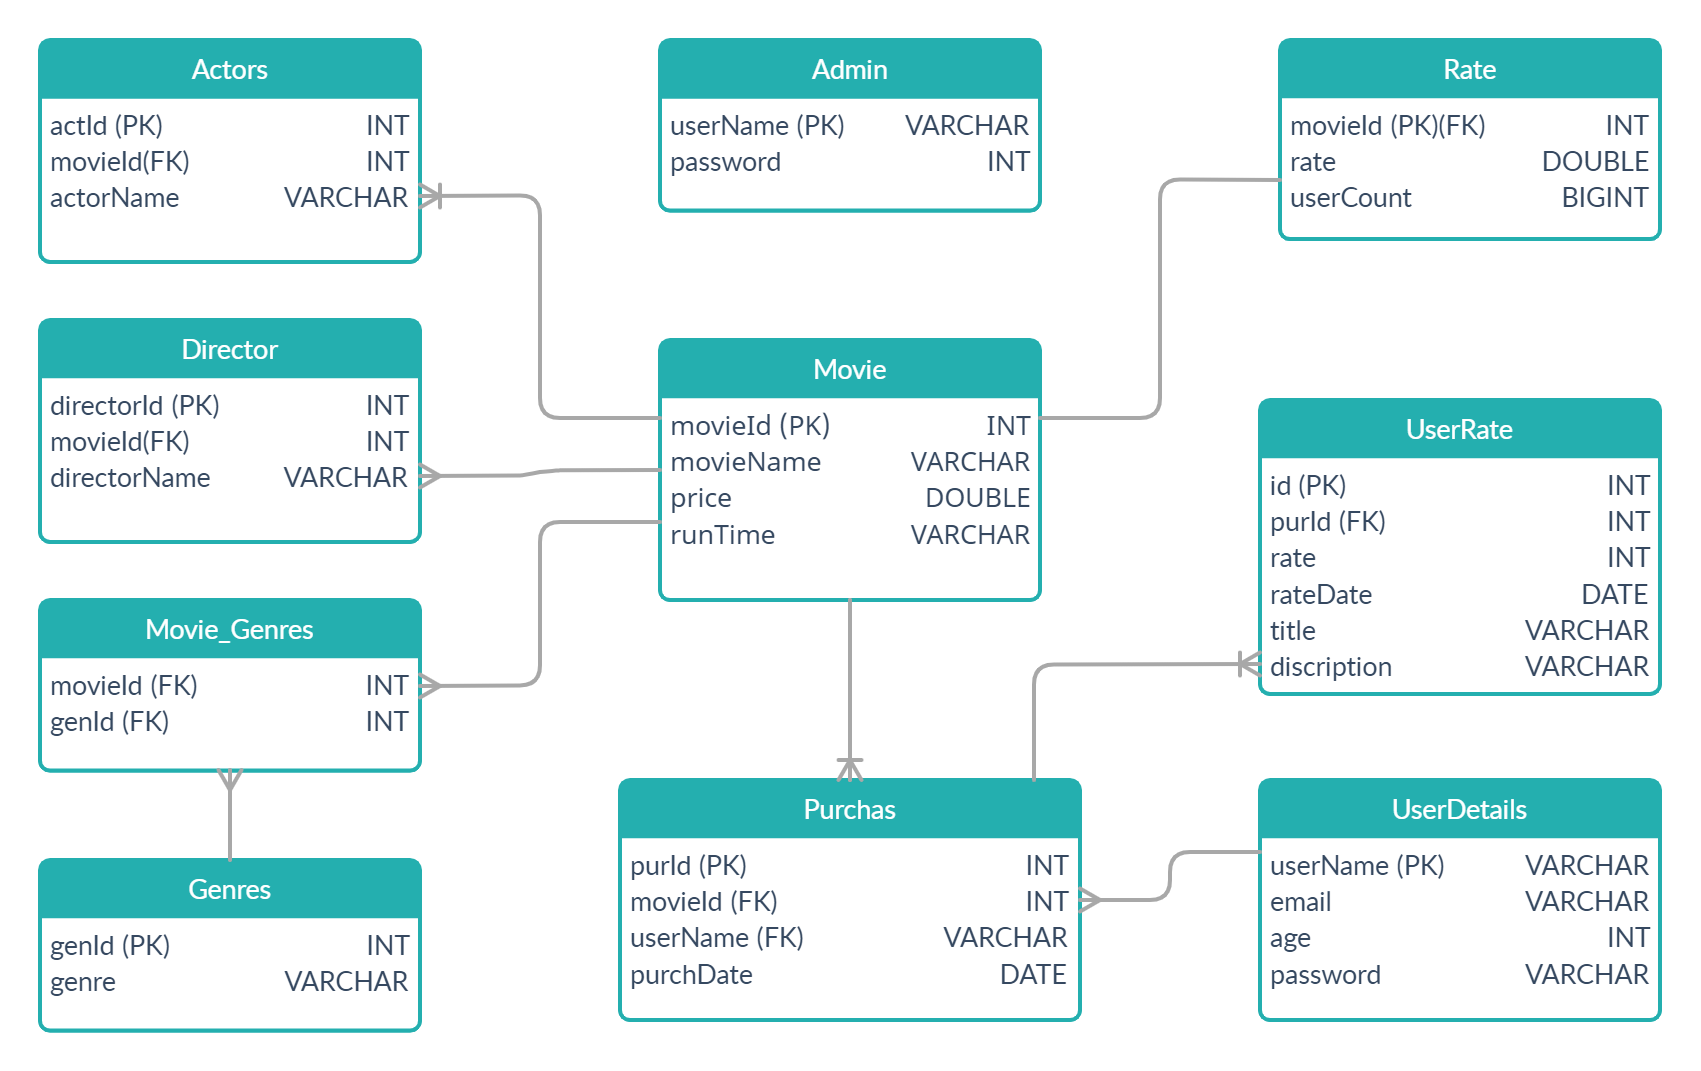 Actors
actId (PK) INT
movieId(FK) INT
actorName VARCHAR
Admin
userName (PK) VARCHAR
password INT
Rate
movieId (PK)(FK) INT
rate DOUBLE
userCount BIGINT
Director
directorId (PK) INT
movieId(FK) INT
directorName VARCHAR
Movie
movieId (PK) INT
movieName VARCHAR
price DOUBLE
runTime VARCHAR
UserRate
id (PK) INT
purId (FK) INT
rate INT
rateDate DATE
title VARCHAR
discription VARCHAR
Movie_Genres
movieId (FK) INT
genId (FK) INT
Genres
genId (PK) INT
genre VARCHAR
Purchas
purId (PK) INT
movieId (FK) INT
userName (FK) VARCHAR
purchDate DATE
UserDetails
userName (PK) VARCHAR
email VARCHAR
age INT
password VARCHAR